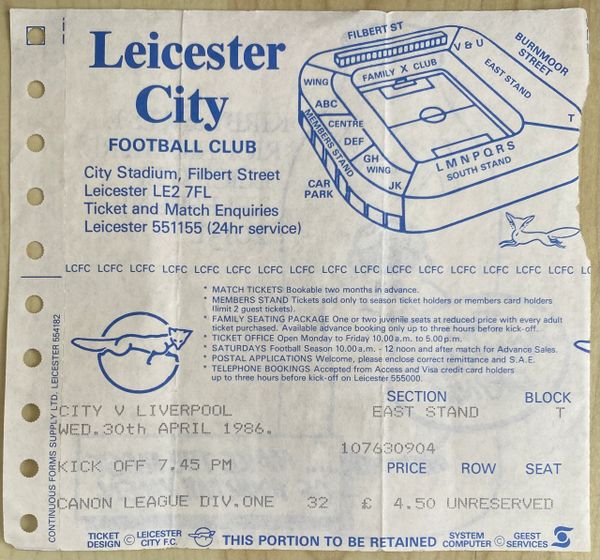 Leicester
City
FOOTBALL CLUB
City Stadium, Filbert Street
Leicester LE2 7FL
Ticket and Match Enquiries
Leicester 551155 (24hr service)
FILBERT ST
BURNMOOR
STREET
V & U
EAST STAND
T
WING
FAMILY X CLUB
ABC
CENTRE
DEF
MEMBERS STAND
GH
WING
JK
CAR
PARK
L M N P Q R S
SOUTH STAND
LCFC LCFC LCFC LCFC LCFC LCFC LCFC LCFC LCFC LCFC LCFC LCFC LCFC LCFC LCFC LCFC
* MATCH TICKETS Bookable two months in advance.
* MEMBERS STAND Tickets sold only to season ticket holders or members card holders
(limit 2 guest tickets).
* FAMILY SEATING PACKAGE One or two juvenile seats at reduced price with every adult
ticket purchased. Available advance booking only up to three hours before kick-off.
* TICKET OFFICE Open Monday to Friday 10.00 a.m. to 5.00 p.m.
* SATURDAYS Football Season 10.00 a.m. - 12 noon and after match for Advance Sales.
* POSTAL APPLICATIONS Welcome, please enclose correct remittance and S.A.E.
* TELEPHONE BOOKINGS Accepted from Access and Visa credit card holders
up to three hours before kick-off on Leicester 555000.
CONTINUOUS FORMS SUPPLY LTD. LEICESTER 554182
SECTION BLOCK
CITY V LIVERPOOL EAST STAND T
WED.30th APRIL 1986.
107630904
KICK OFF 7.45 PM PRICE ROW SEAT
CANON LEAGUE DIV.ONE 32 £ 4.50 UNRESERVED
TICKET
DESIGN © LEICESTER
CITY F.C. THIS PORTION TO BE RETAINED SYSTEM
COMPUTER © GEEST
SERVICES